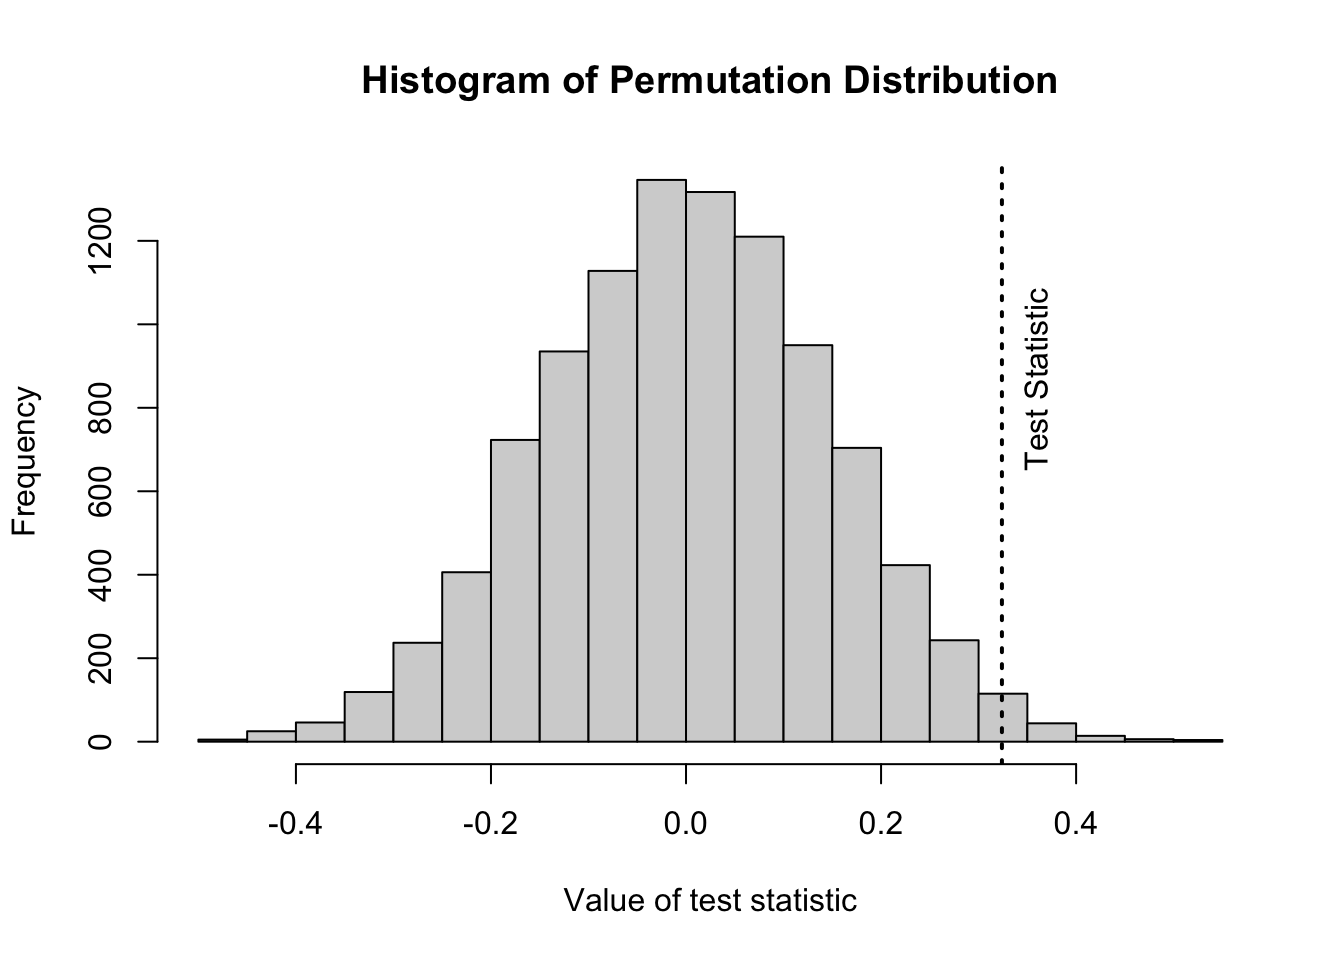 Histogram of Permutation Distribution
Frequency
1200
800
600
400
200
0
Test Statistic
-0.4 -0.2 0.0 0.2 0.4
Value of test statistic